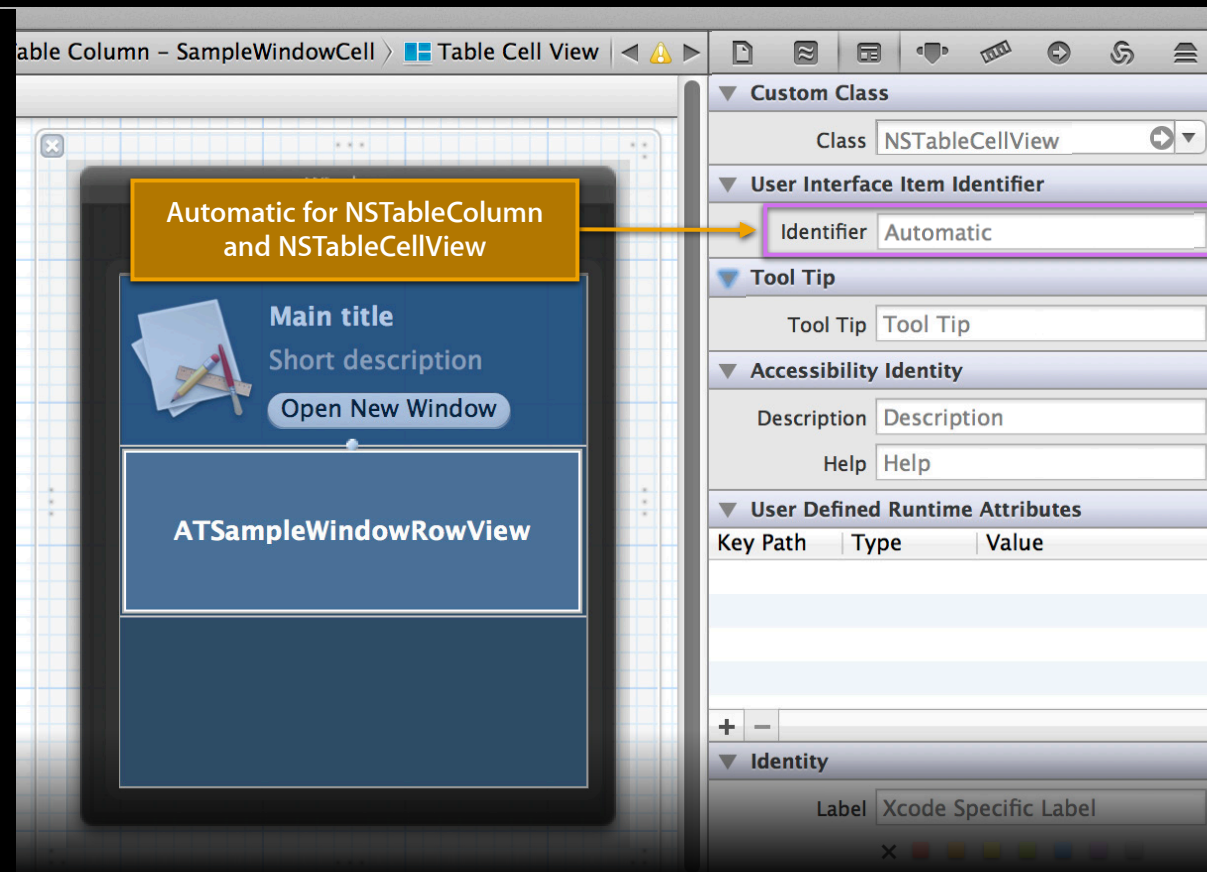 able Column – SampleWindowCell
Table Cell View
Automatic for NSTableColumn
and NSTableCellView
Main title
Short description
Open New Window
ATSampleWindowRowView
Custom Class
Class NSTableCellView
User Interface Item Identifier
Identifier Automatic
Tool Tip
Tool Tip Tool Tip
Accessibility Identity
Description Description
Help Help
User Defined Runtime Attributes
Key Path Type Value
Identity
Label Xcode Specific Label